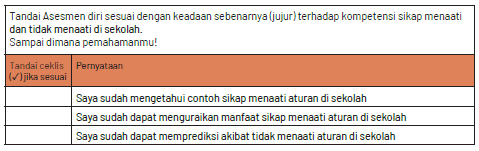 Tandai Asesmen diri sesuai dengan keadaan sebenarnya (jujur) terhadap kompetensi sikap menaati
dan tidak menaati di sekolah.
Sampai dimana pemahamanmu!
Tandai ceklis Pernyataan
(✓) jika sesuai
Saya sudah mengetahui contoh sikap menaati aturan di sekolah
Saya sudah dapat menguraikan manfaat sikap menaati aturan di sekolah
Saya sudah dapat memprediksi akibat tidak menaati aturan di sekolah